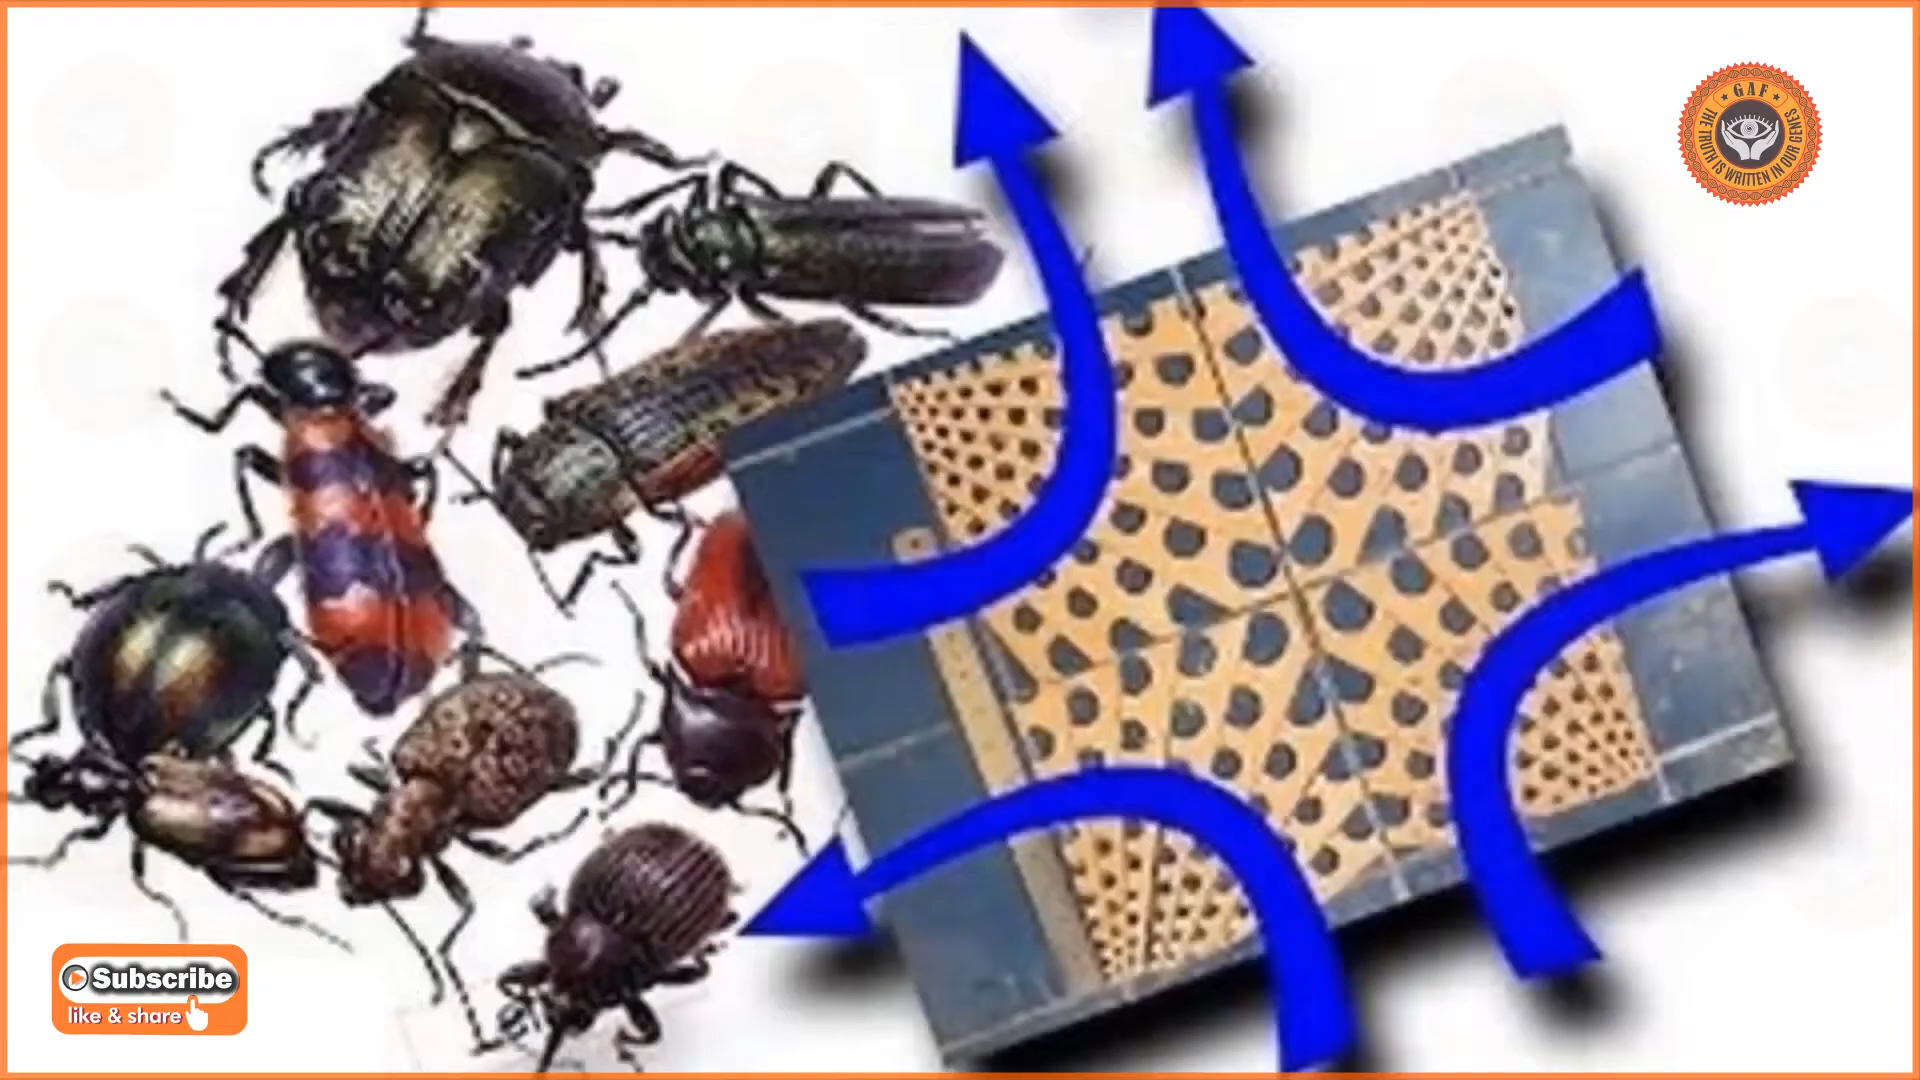 ★ GAF ★
THE TRUTH IS WRITTEN IN OUR GENES
Subscribe
like & share